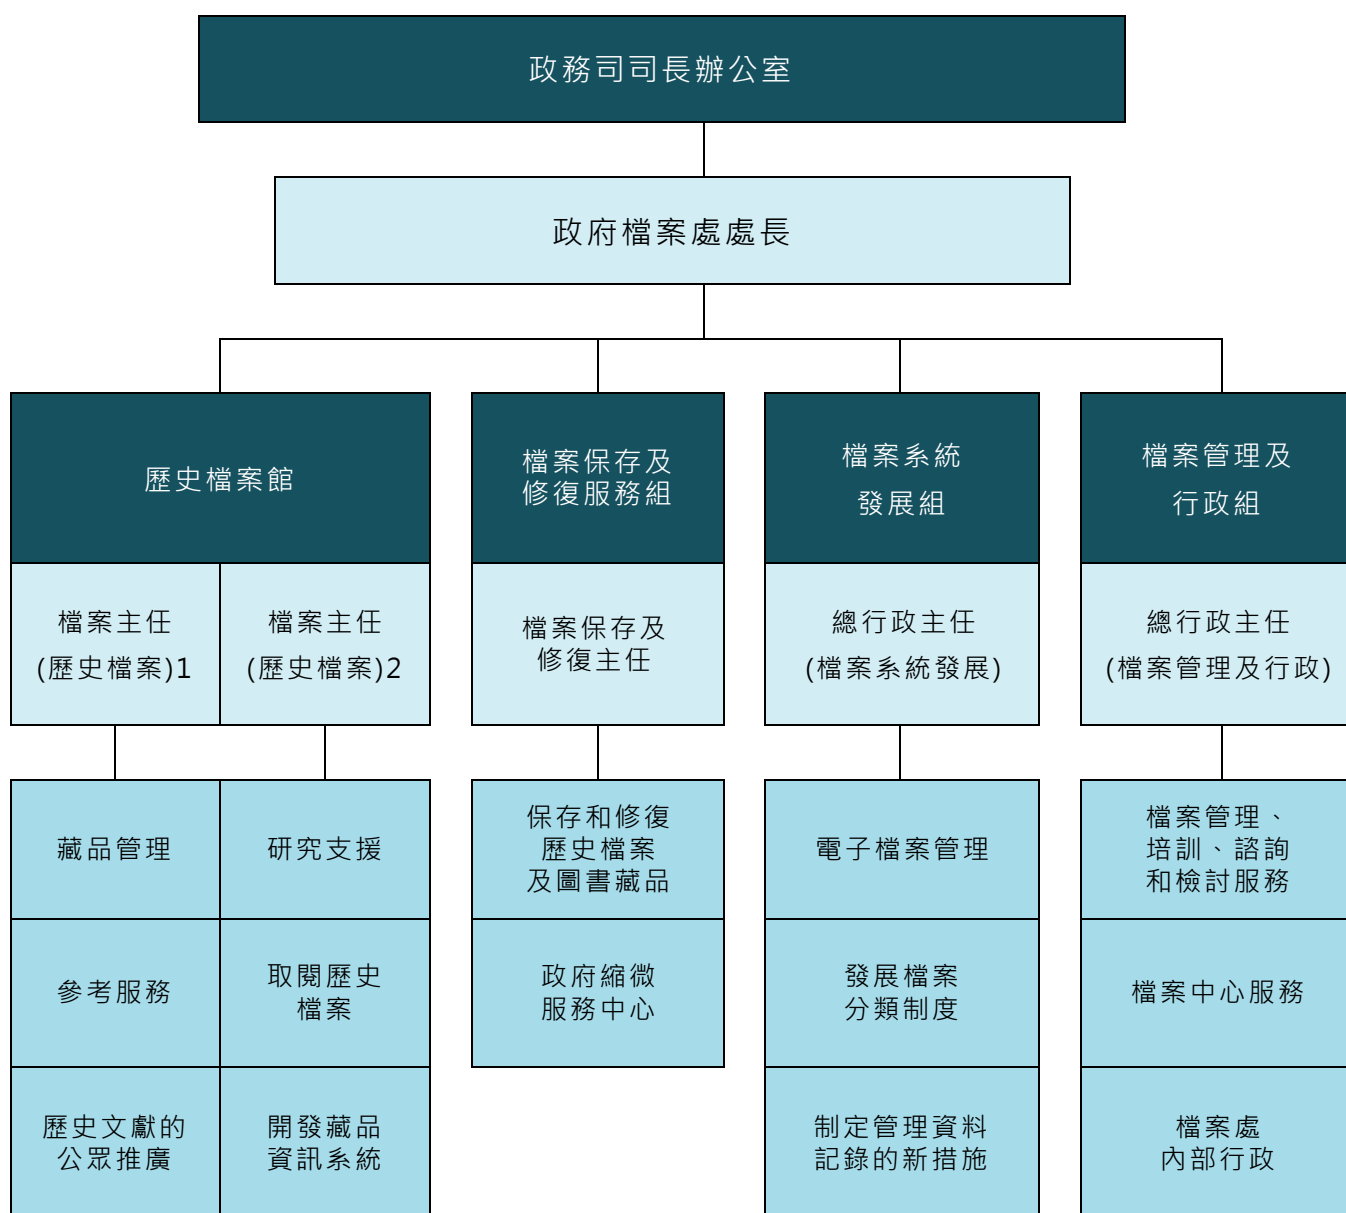 政務司司長辦公室
政府檔案處處長
歷史檔案館
檔案主任
(歷史檔案)1
檔案主任
(歷史檔案)2
藏品管理
研究支援
參考服務
取閱歷史
檔案
歷史文獻的
公眾推廣
開發藏品
資訊系統
檔案保存及
修復服務組
檔案保存及
修復主任
保存和修復
歷史檔案
及圖書藏品
政府縮微
服務中心
檔案系統
發展組
總行政主任
(檔案系統發展)
電子檔案管理
發展檔案
分類制度
制定管理資料
記錄的新措施
檔案管理及
行政組
總行政主任
(檔案管理及行政)
檔案管理、
培訓、諮詢
和檢討服務
檔案中心服務
檔案處
內部行政